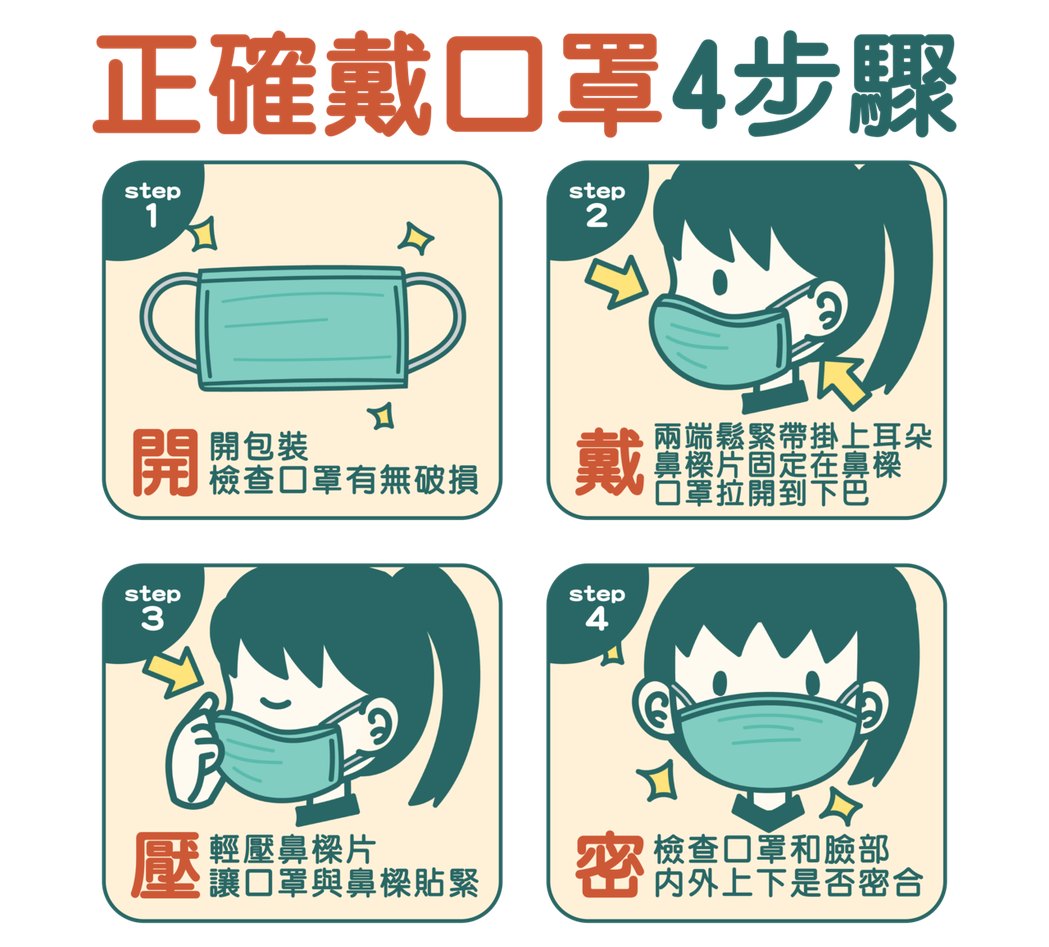 正確戴口罩4步驟
step
1
開
開包裝
檢查口罩有無破損
step
2
戴
兩端鬆緊帶掛上耳朵
鼻樑片固定在鼻樑
口罩拉開到下巴
step
3
壓
輕壓鼻樑片
讓口罩與鼻樑貼緊
step
4
密
檢查口罩和臉部
內外上下是否密合